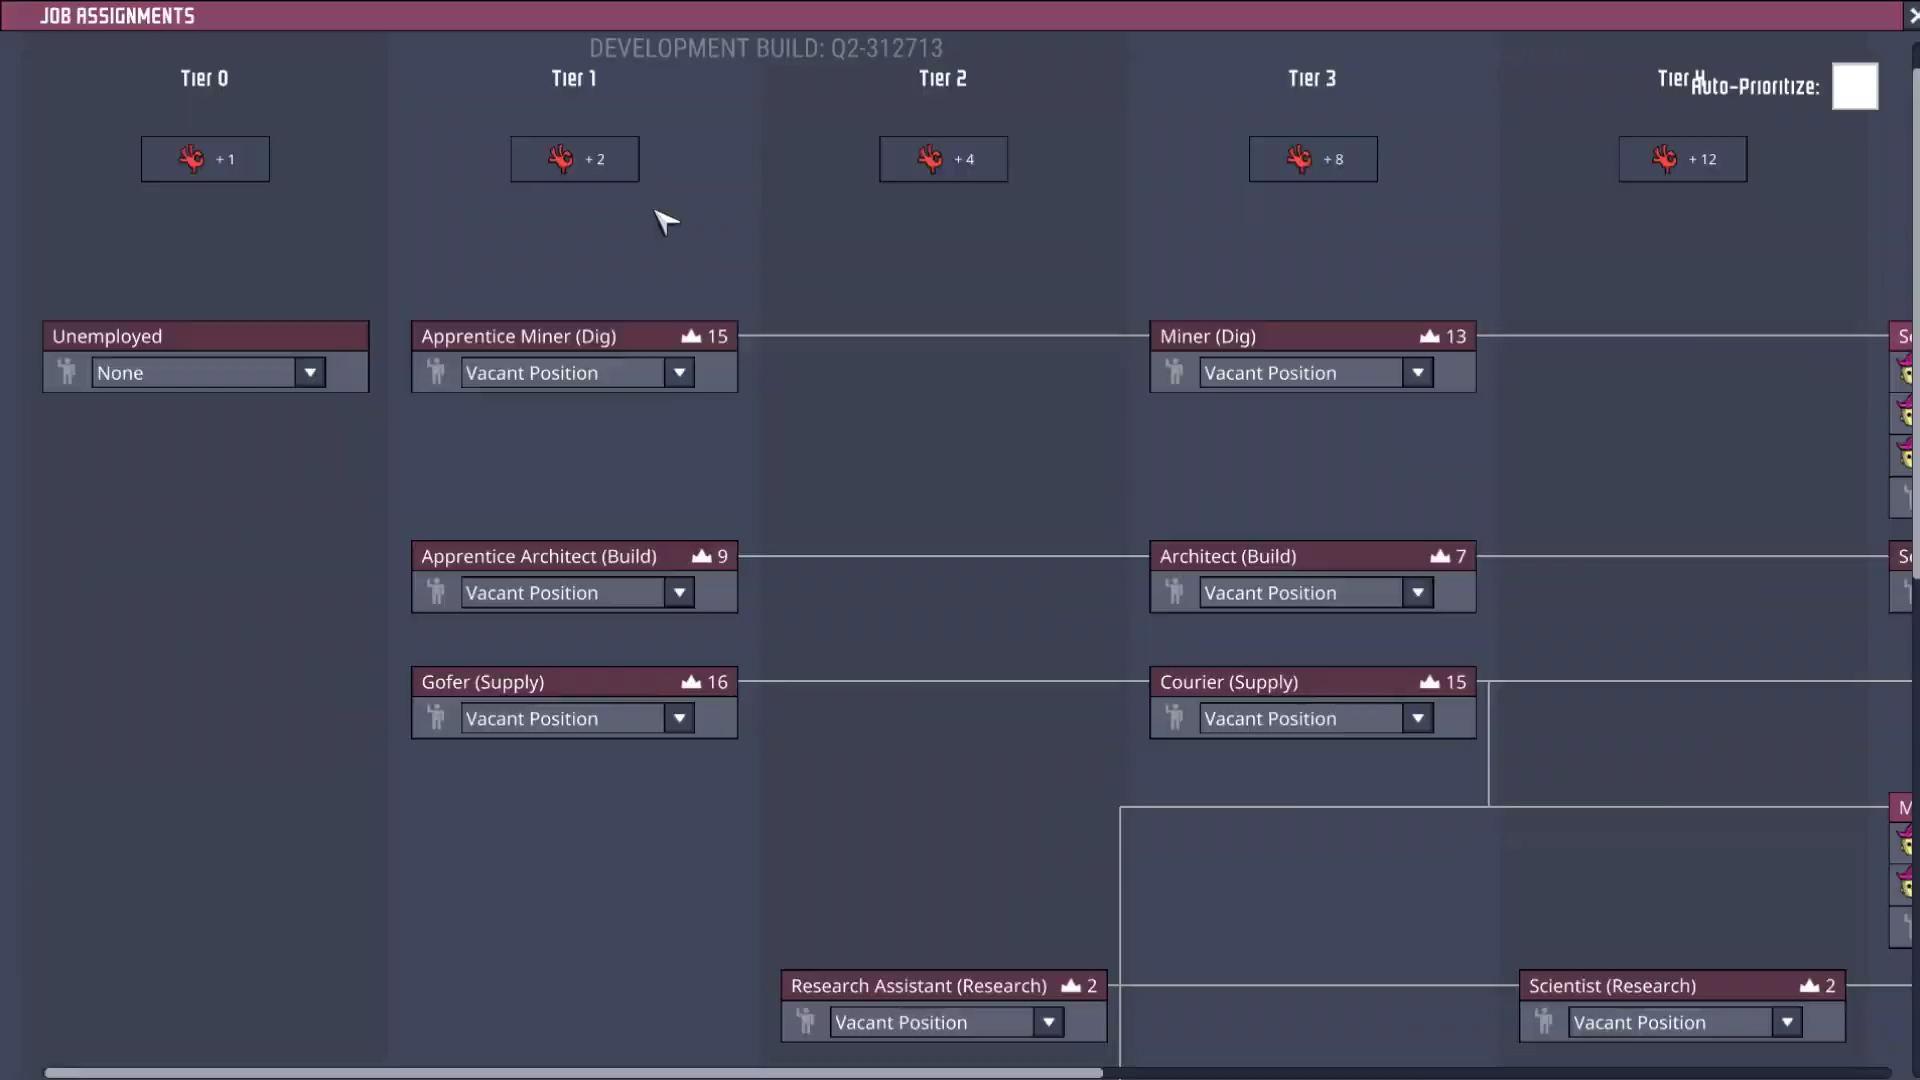 JOB ASSIGNMENTS
DEVELOPMENT BUILD: Q2-312713
Tier 0
Tier 1
Tier 2
Tier 3
Tier 4
Auto-Prioritize:
+ 1
+ 2
+ 4
+ 8
+ 12
Unemployed
None
Apprentice Miner (Dig) 15
Vacant Position
Miner (Dig) 13
Vacant Position
Apprentice Architect (Build) 9
Vacant Position
Architect (Build) 7
Vacant Position
Gofer (Supply) 16
Vacant Position
Courier (Supply) 15
Vacant Position
Research Assistant (Research) 2
Vacant Position
Scientist (Research) 2
Vacant Position